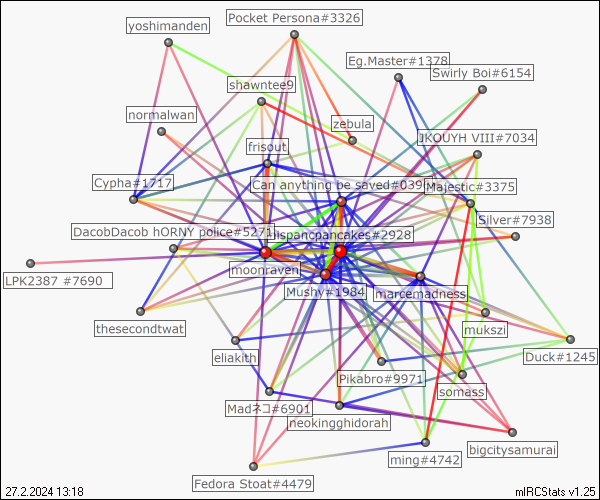 yoshimanden
Pocket Persona#3326
Eg.Master#1378
Swirly Boi#6154
shawntee9
normalwan
zebula
JKOUYH VIII#7034
frisout
Cypha#1717
Can anything be saved#039
Majestic#3375
Silver#7938
DacobDacob hORNY police#5271
hispancpancakes#2928
LPK2387 #7690
moonraven
Mushy#1984
marcemadness
thesecondtwat
mukszi
eliakith
Duck#1245
Pikabro#9971
somass
Madネコ#6901
neokingghidorah
bigcitysamurai
ming#4742
Fedora Stoat#4479
27.2.2024 13:18
mIRCStats v1.25